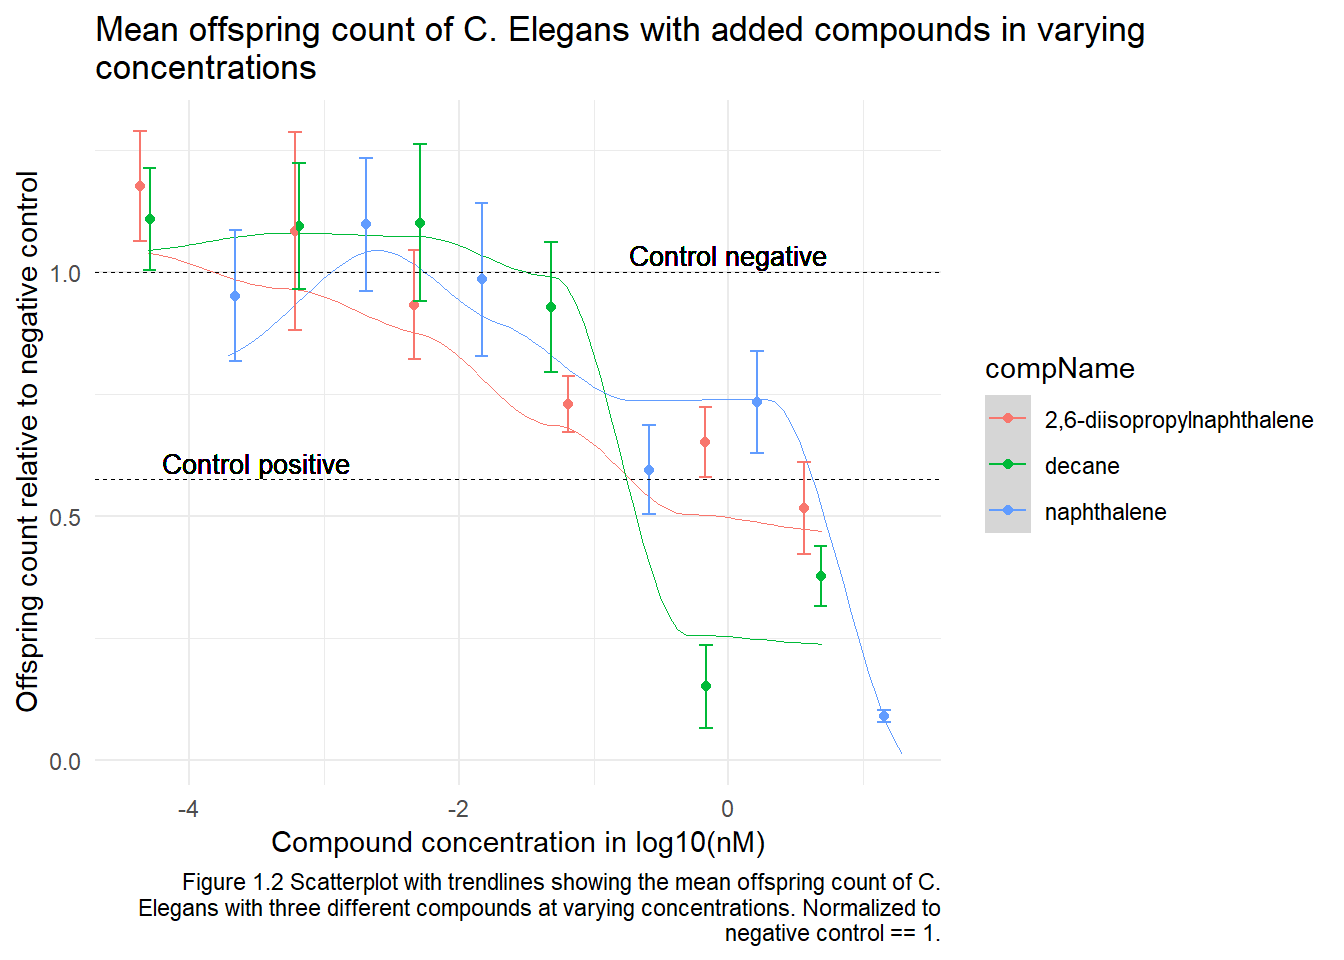 Mean offspring count of C. Elegans with added compounds in varying
concentrations
Offspring count relative to negative control
1.0
0.5
0.0
Control negative
Control positive
-4
-2
0
Compound concentration in log10(nM)
compName
2,6-diisopropylnaphthalene
decane
naphthalene
Figure 1.2 Scatterplot with trendlines showing the mean offspring count of C.
Elegans with three different compounds at varying concentrations. Normalized to
negative control == 1.